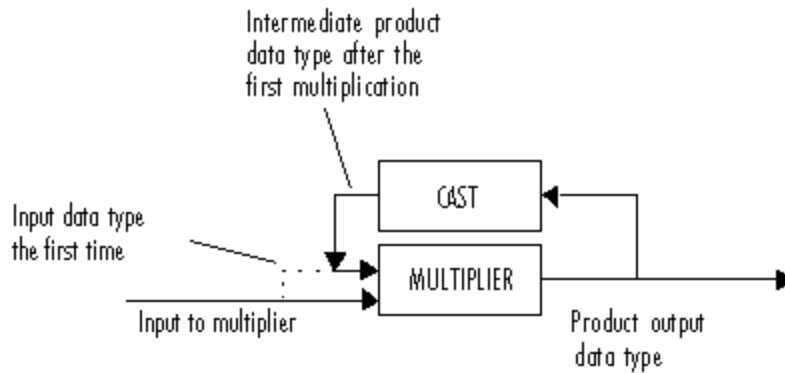 Intermediate product
data type after the
first multiplication
CAST
Input data type
the first time
MULTIPLIER
Input to multiplier
Product output
data type